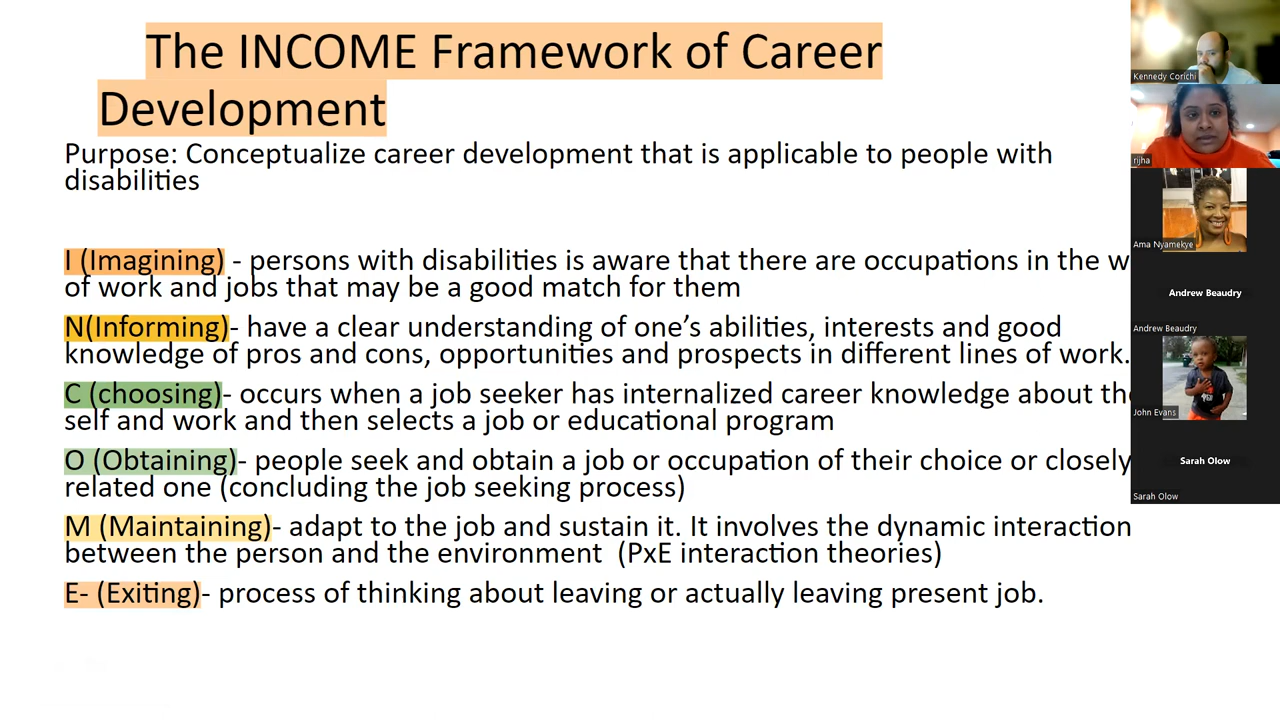 The INCOME Framework of Career
Development
Purpose: Conceptualize career development that is applicable to people with
disabilities
I (Imagining) - persons with disabilities is aware that there are occupations in the w
of work and jobs that may be a good match for them
N(Informing)- have a clear understanding of one's abilities, interests and good
knowledge of pros and cons, opportunities and prospects in different lines of work.
C (choosing)- occurs when a job seeker has internalized career knowledge about the
self and work and then selects a job or educational program
O (Obtaining)- people seek and obtain a job or occupation of their choice or closely
related one (concluding the job seeking process)
M (Maintaining)- adapt to the job and sustain it. It involves the dynamic interaction
between the person and the environment (PxE interaction theories)
E- (Exiting)- process of thinking about leaving or actually leaving present job.
Kennedy Corichi
rijha
Ama Nyamekye
Andrew Beaudry
Andrew Beaudry
John Evans
Sarah Olow
Sarah Olow